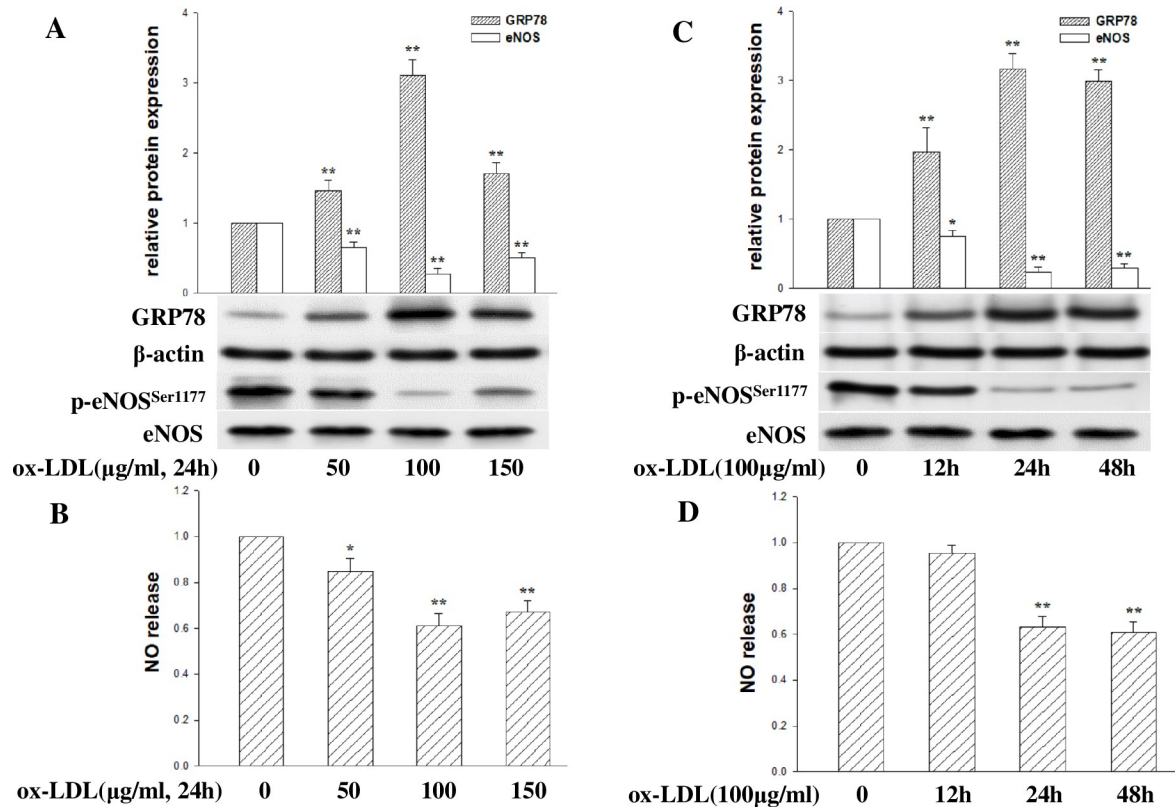 A
GRP78
eNOS
4
3
2
1
0
relative protein expression
**
**
**
**
**
**
GRP78
β-actin
p-eNOSSer1177
eNOS
ox-LDL(μg/ml, 24h) 0 50 100 150
B
1.2
1.0
0.8
0.6
0.4
0.2
0.0
NO release
*
**
**
ox-LDL(μg/ml, 24h) 0 50 100 150
C
GRP78
eNOS
4
3
2
1
0
relative protein expression
**
*
**
**
**
**
GRP78
β-actin
p-eNOSSer1177
eNOS
ox-LDL(100μg/ml) 0 12h 24h 48h
D
1.2
1.0
0.8
0.6
0.4
0.2
0.0
NO release
**
**
ox-LDL(100μg/ml) 0 12h 24h 48h